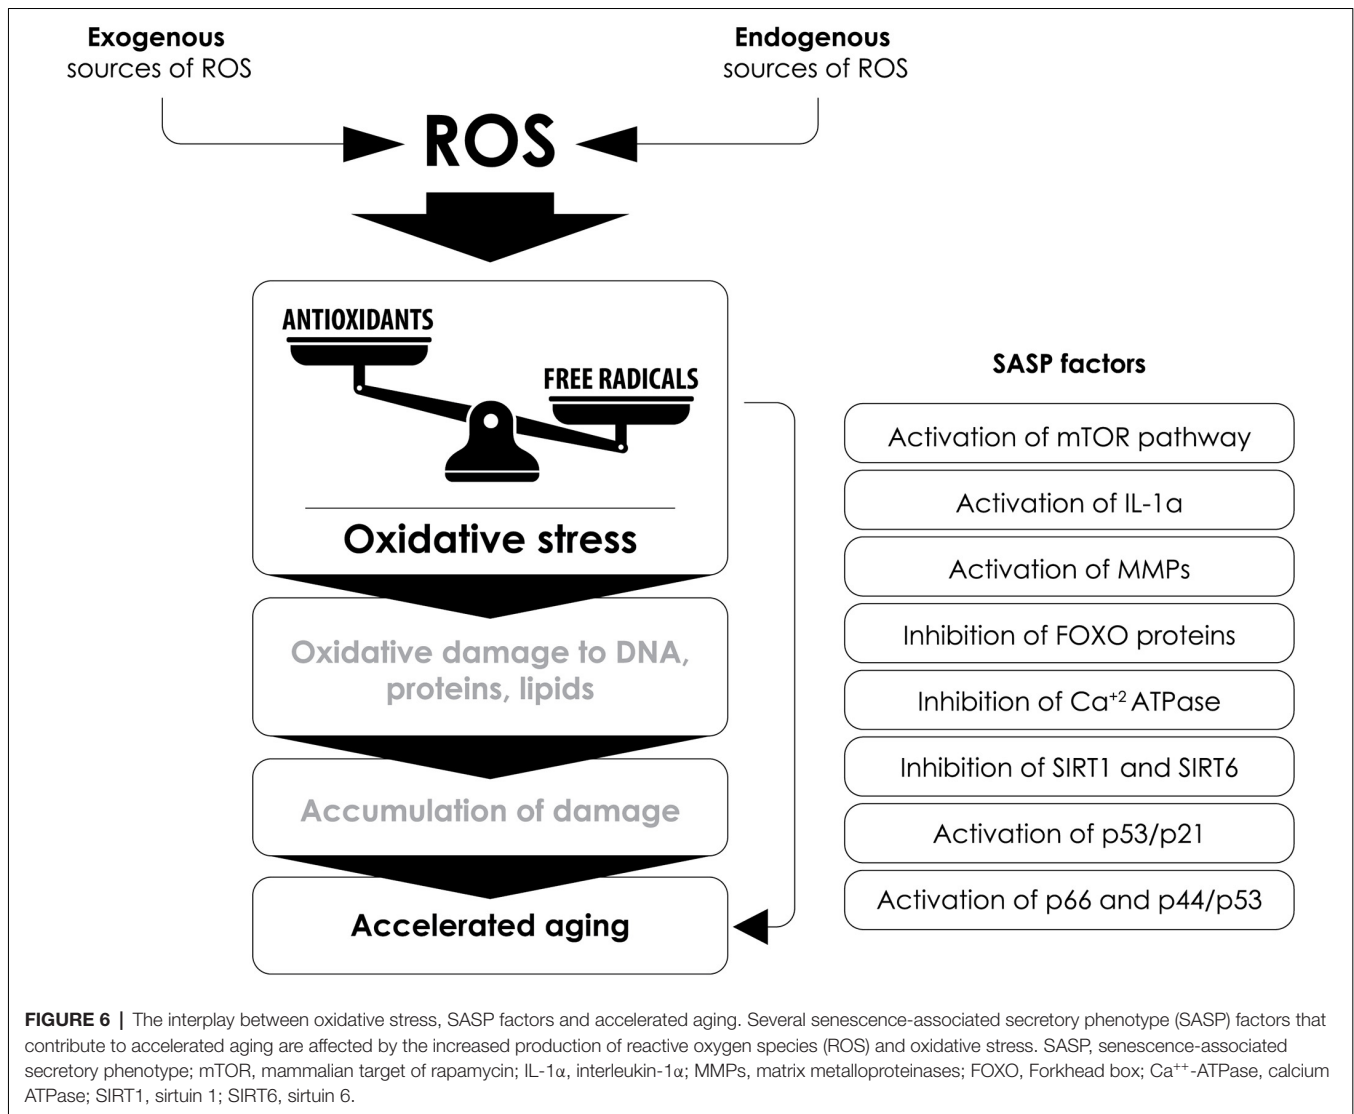 Exogenous
sources of ROS
Endogenous
sources of ROS
ROS
ANTIOXIDANTS
FREE RADICALS
Oxidative stress
Oxidative damage to DNA,
proteins, lipids
Accumulation of damage
Accelerated aging
SASP factors
Activation of mTOR pathway
Activation of IL-1a
Activation of MMPs
Inhibition of FOXO proteins
Inhibition of Ca⁺² ATPase
Inhibition of SIRT1 and SIRT6
Activation of p53/p21
Activation of p66 and p44/p53
FIGURE 6 | The interplay between oxidative stress, SASP factors and accelerated aging. Several senescence-associated secretory phenotype (SASP) factors that
contribute to accelerated aging are affected by the increased production of reactive oxygen species (ROS) and oxidative stress. SASP, senescence-associated
secretory phenotype; mTOR, mammalian target of rapamycin; IL-1α, interleukin-1α; MMPs, matrix metalloproteinases; FOXO, Forkhead box; Ca⁺⁺-ATPase, calcium
ATPase; SIRT1, sirtuin 1; SIRT6, sirtuin 6.